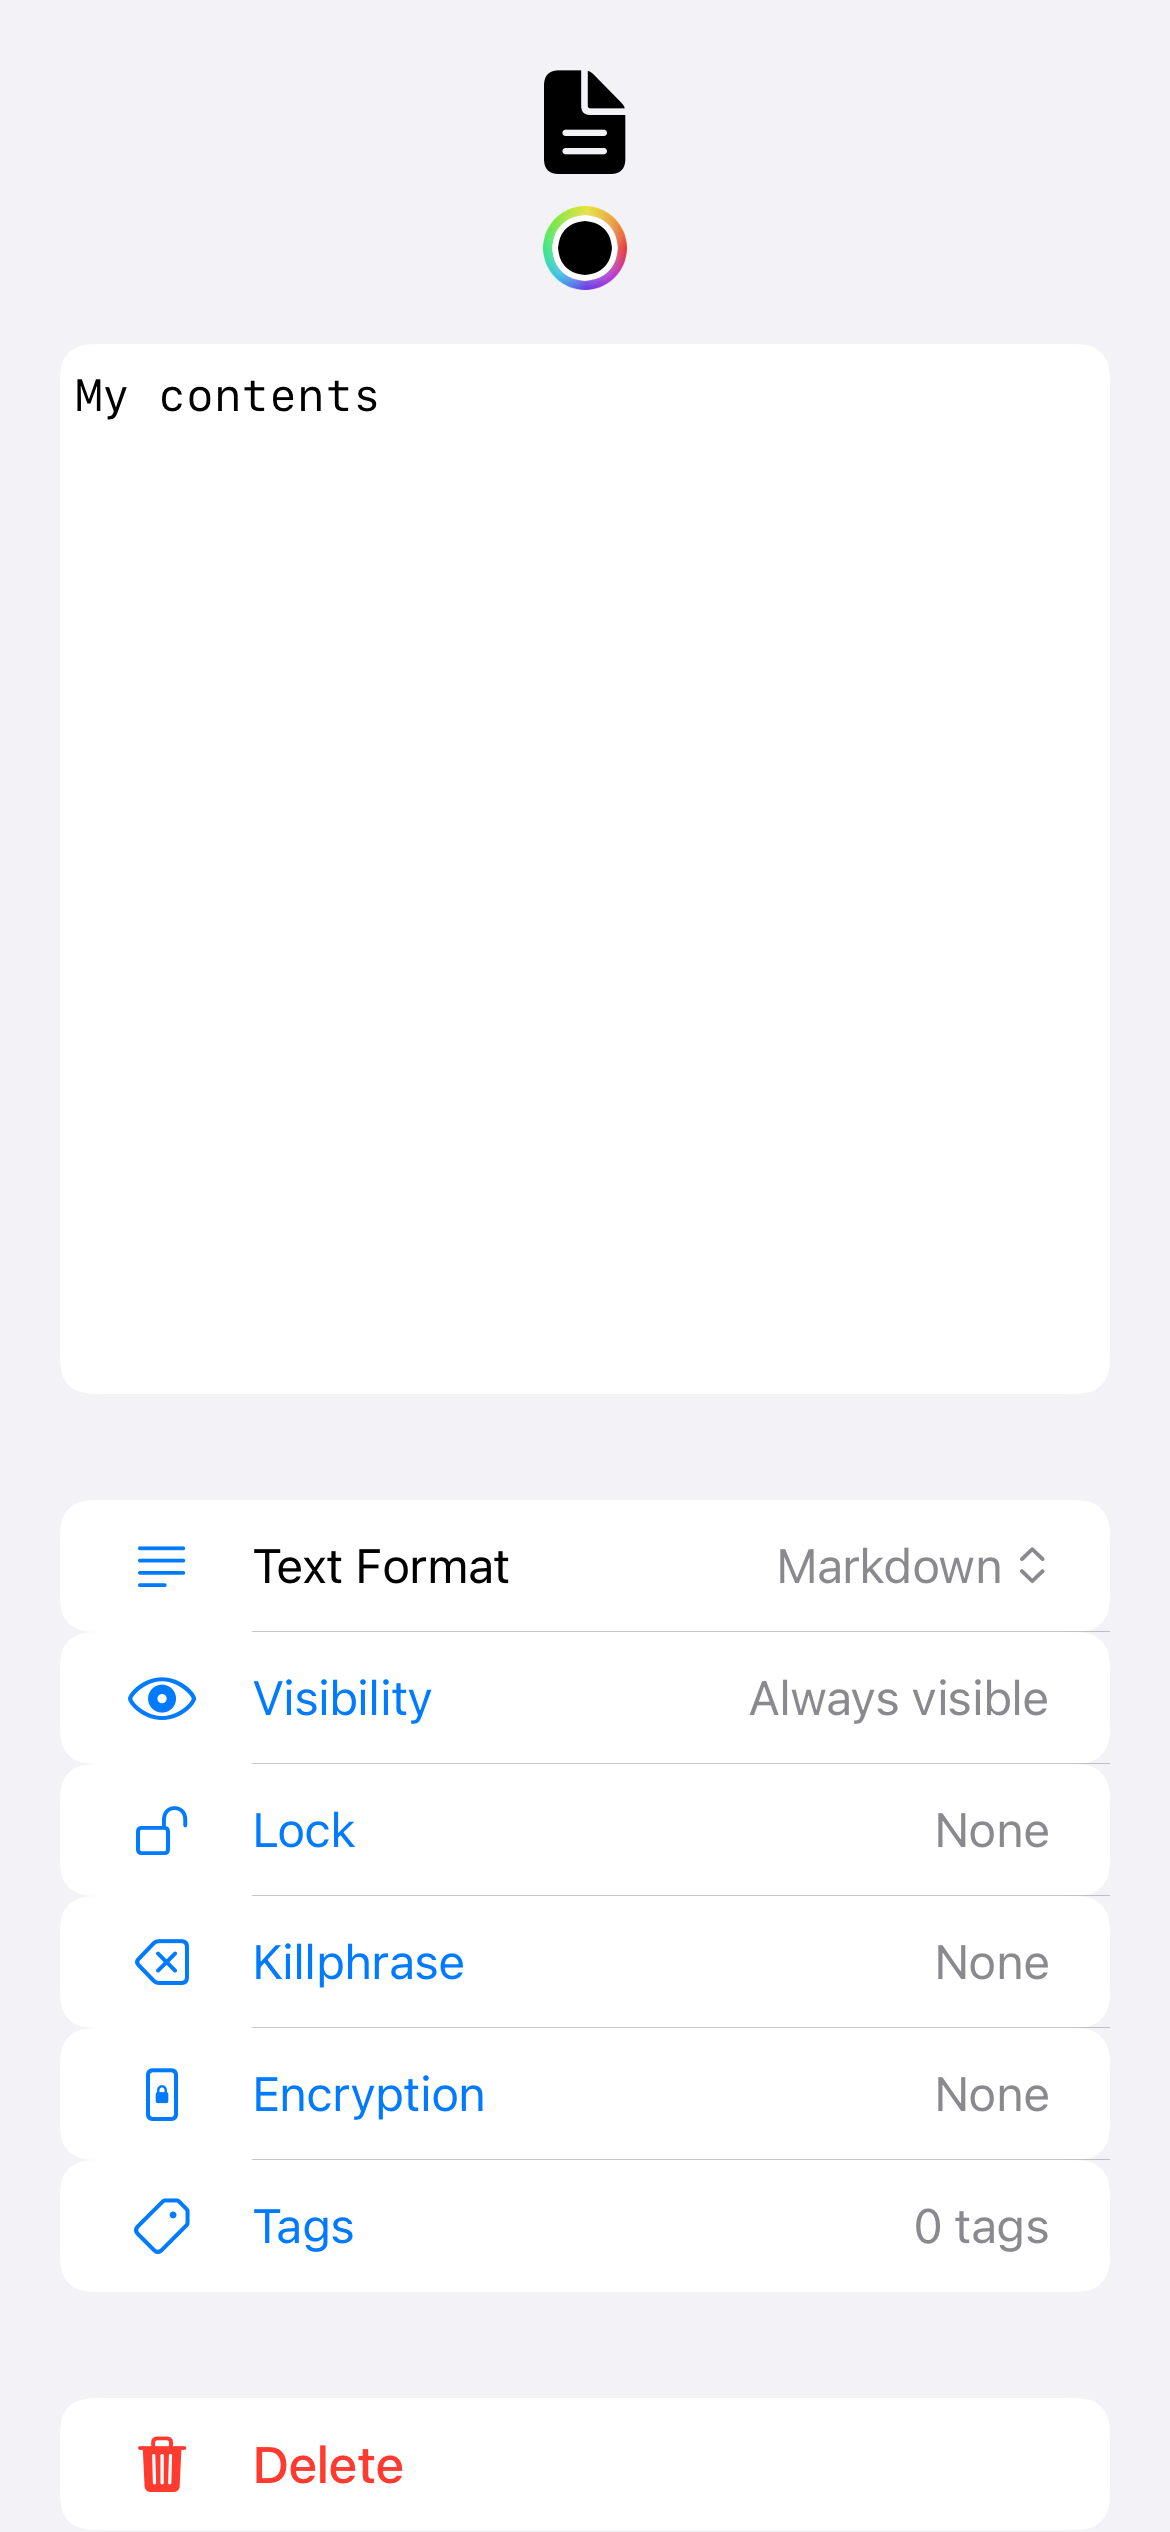 My contents
Text Format Markdown
Visibility Always visible
Lock None
Killphrase None
Encryption None
Tags 0 tags
Delete